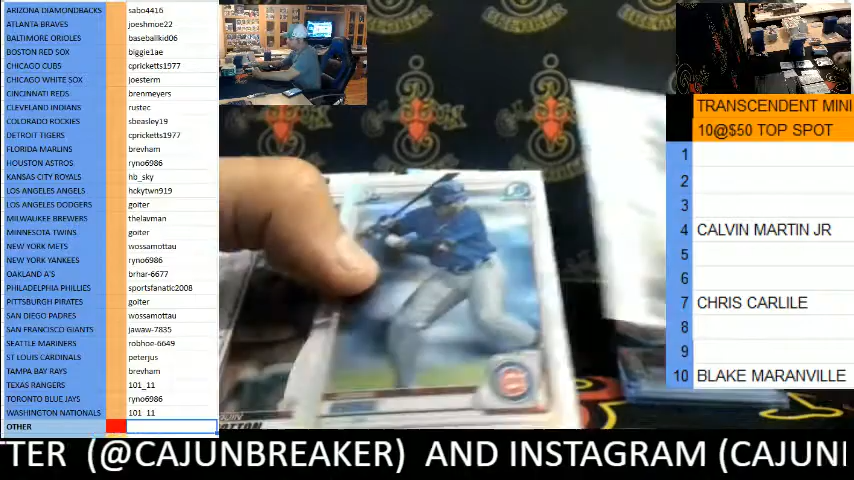 ARIZONA DIAMONDBACKS sabo4416
ATLANTA BRAVES joeshmoe22
BALTIMORE ORIOLES baseballkid06
BOSTON RED SOX biggie1ae
CHICAGO CUBS cpricketts1977
CHICAGO WHITE SOX joesterm
CINCINNATI REDS brenmeyers
CLEVELAND INDIANS rustec
COLORADO ROCKIES sbeasley19
DETROIT TIGERS cpricketts1977
FLORIDA MARLINS brevham
HOUSTON ASTROS ryno6986
KANSAS CITY ROYALS hb_sky
LOS ANGELES ANGELS hckytwn919
LOS ANGELES DODGERS goiter
MILWAUKEE BREWERS thelavman
MINNESOTA TWINS goiter
NEW YORK METS wossamottau
NEW YORK YANKEES ryno6986
OAKLAND A'S brhar-6677
PHILADELPHIA PHILLIES sportsfanatic2008
PITTSBURGH PIRATES goiter
SAN DIEGO PADRES wossamottau
SAN FRANCISCO GIANTS jawaw-7835
SEATTLE MARINERS robhoe-6649
ST LOUIS CARDINALS peterjus
TAMPA BAY RAYS brevham
TEXAS RANGERS 101_11
TORONTO BLUE JAYS ryno6986
WASHINGTON NATIONALS 101_11
OTHER
TRANSCENDENT MINI
10@$50 TOP SPOT
1
2
3
4 CALVIN MARTIN JR
5
6
7 CHRIS CARLILE
8
9
10 BLAKE MARANVILLE
TTER (@CAJUNBREAKER) AND INSTAGRAM (CAJUNI